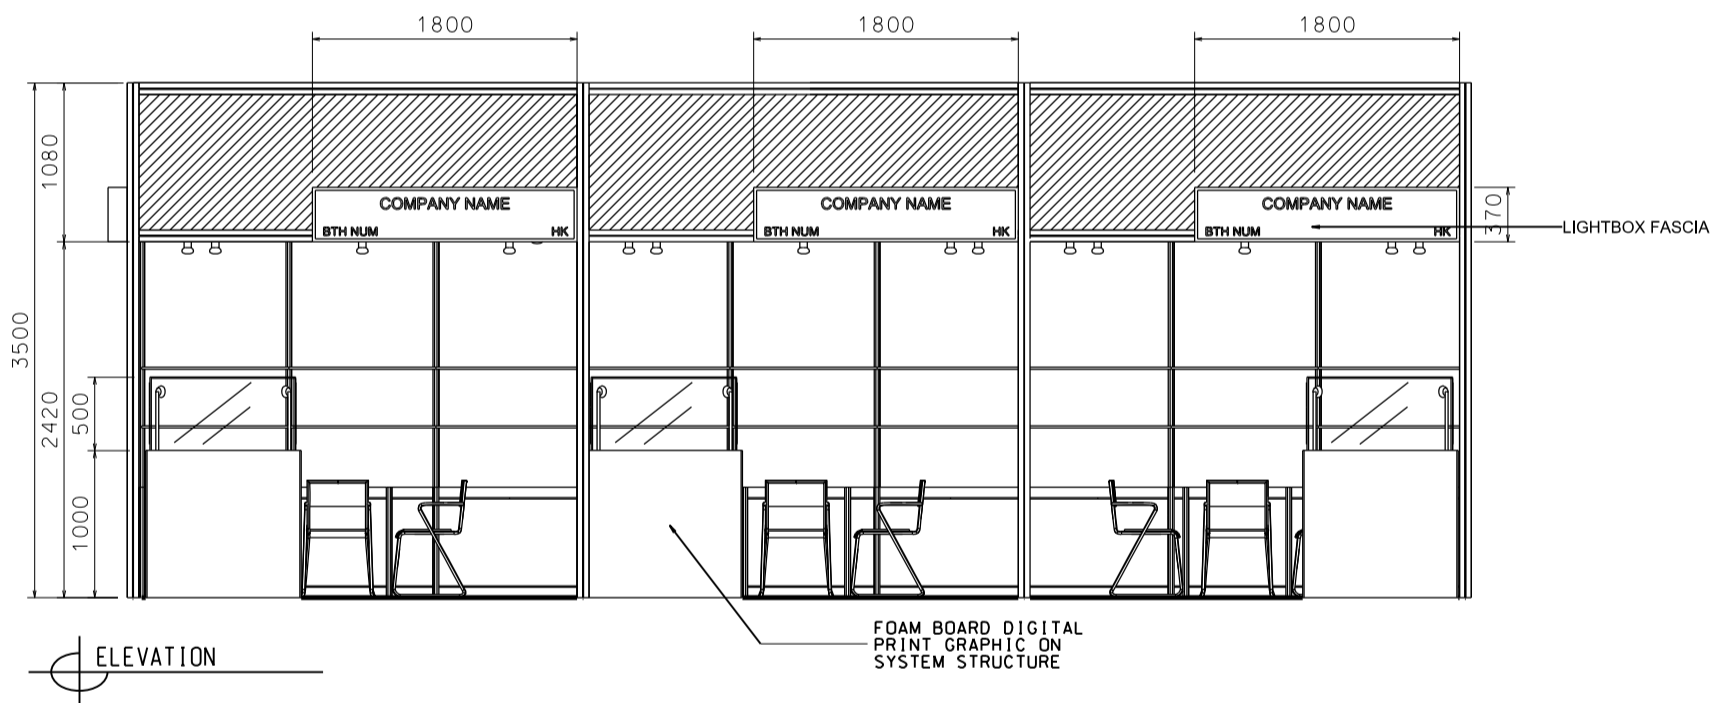 1800
1800
1800
1080
COMPANY NAME
BTH NUM
HK
COMPANY NAME
BTH NUM
HK
COMPANY NAME
BTH NUM
HK
370
LIGHTBOX FASCIA
3500
2420
500
1000
FOAM BOARD DIGITAL
PRINT GRAPHIC ON
SYSTEM STRUCTURE
ELEVATION